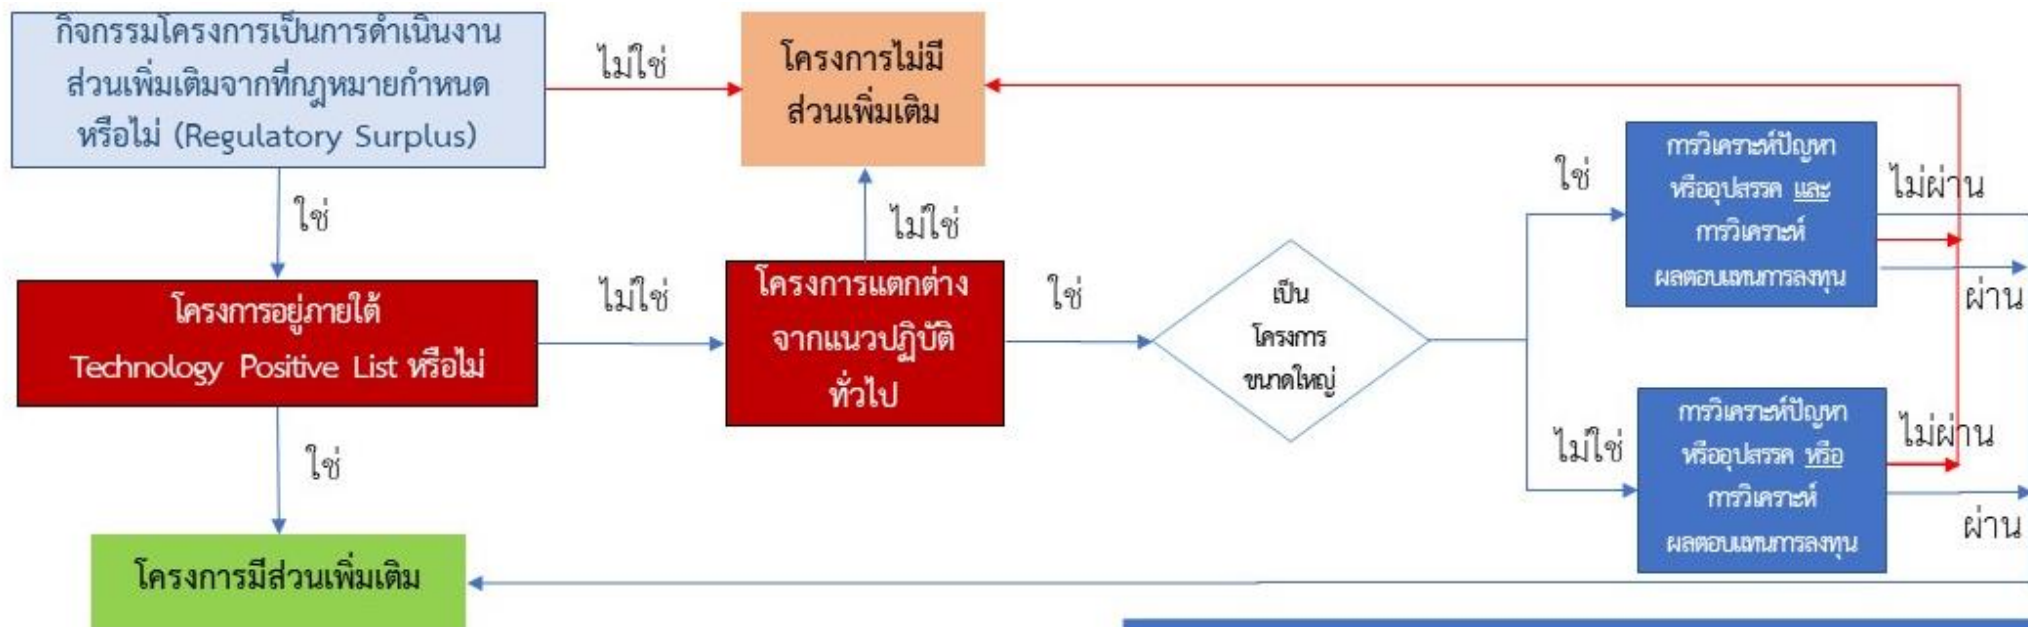 กิจกรรมโครงการเป็นการดำเนินงาน
ส่วนเพิ่มเติมจากที่กฎหมายกำหนด
หรือไม่ (Regulatory Surplus)
ไม่ใช่
โครงการไม่มี
ส่วนเพิ่มเติม
ใช่
ไม่ใช่
โครงการอยู่ภายใต้
Technology Positive List หรือไม่
ไม่ใช่
โครงการแตกต่าง
จากแนวปฏิบัติ
ทั่วไป
ใช่
เป็น
โครงการ
ขนาดใหญ่
ใช่
การวิเคราะห์ปัญหา
หรืออุปสรรค และ
การวิเคราะห์
ผลตอบแทนการลงทุน
ไม่ผ่าน
ผ่าน
ไม่ใช่
การวิเคราะห์ปัญหา
หรืออุปสรรค หรือ
การวิเคราะห์
ผลตอบแทนการลงทุน
ไม่ผ่าน
ผ่าน
ใช่
โครงการมีส่วนเพิ่มเติม